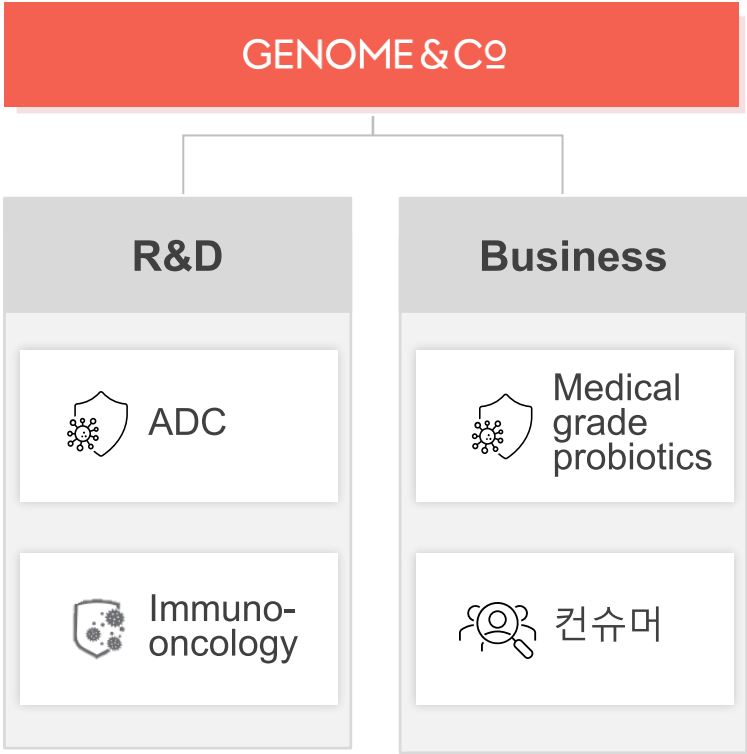 GENOME & Co
R&D
ADC
Immuno-
oncology
Business
Medical
grade
probiotics
컨슈머